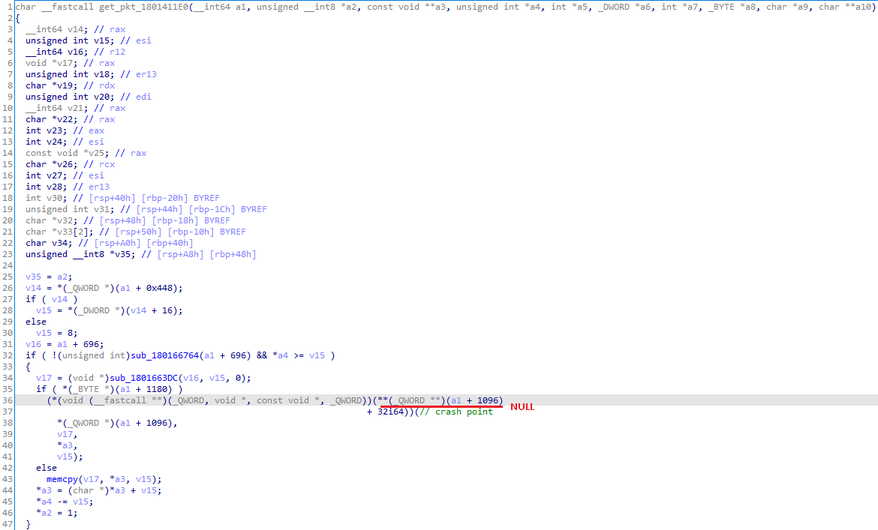 1 char __fastcall get_pkt_1801411E0(__int64 a1, unsigned __int8 *a2, const void **a3, unsigned int *a4, int *a5, _DWORD *a6, int *a7, _BYTE *a8, char *a9, char **a10)
2 {
3 __int64 v14; // rax
4 unsigned int v15; // esi
5 __int64 v16; // r12
6 void *v17; // rax
7 unsigned int v18; // er13
8 char *v19; // rdx
9 unsigned int v20; // edi
10 __int64 v21; // rax
11 char *v22; // rax
12 int v23; // eax
13 int v24; // esi
14 const void *v25; // rax
15 char *v26; // rcx
16 int v27; // esi
17 int v28; // er13
18 int v30; // [rsp+40h] [rbp-20h] BYREF
19 unsigned int v31; // [rsp+44h] [rbp-1Ch] BYREF
20 char *v32; // [rsp+48h] [rbp-18h] BYREF
21 char *v33[2]; // [rsp+50h] [rbp-10h] BYREF
22 char v34; // [rsp+A0h] [rbp+40h]
23 unsigned __int8 *v35; // [rsp+A8h] [rbp+48h]
24
25 v35 = a2;
26 v14 = *(_QWORD *)(a1 + 0x448);
27 if ( v14 )
28 v15 = *(_DWORD *)(v14 + 16);
29 else
30 v15 = 8;
31 v16 = a1 + 696;
32 if ( !(unsigned int)sub_180166764(a1 + 696) && *a4 >= v15 )
33 {
34 v17 = (void *)sub_1801663DC(v16, v15, 0);
35 if ( *(_BYTE *)(a1 + 1180) )
36 (*(void (__fastcall **)(_QWORD, void *, const void *, _QWORD))(**(_QWORD **)(a1 + 1096) NULL
37 + 32i64))(// crash point
38 *(_QWORD *)(a1 + 1096),
39 v17,
40 *a3,
41 v15);
42 else
43 memcpy(v17, *a3, v15);
44 *a3 = (char *)*a3 + v15;
45 *a4 -= v15;
46 *a2 = 1;
47 }